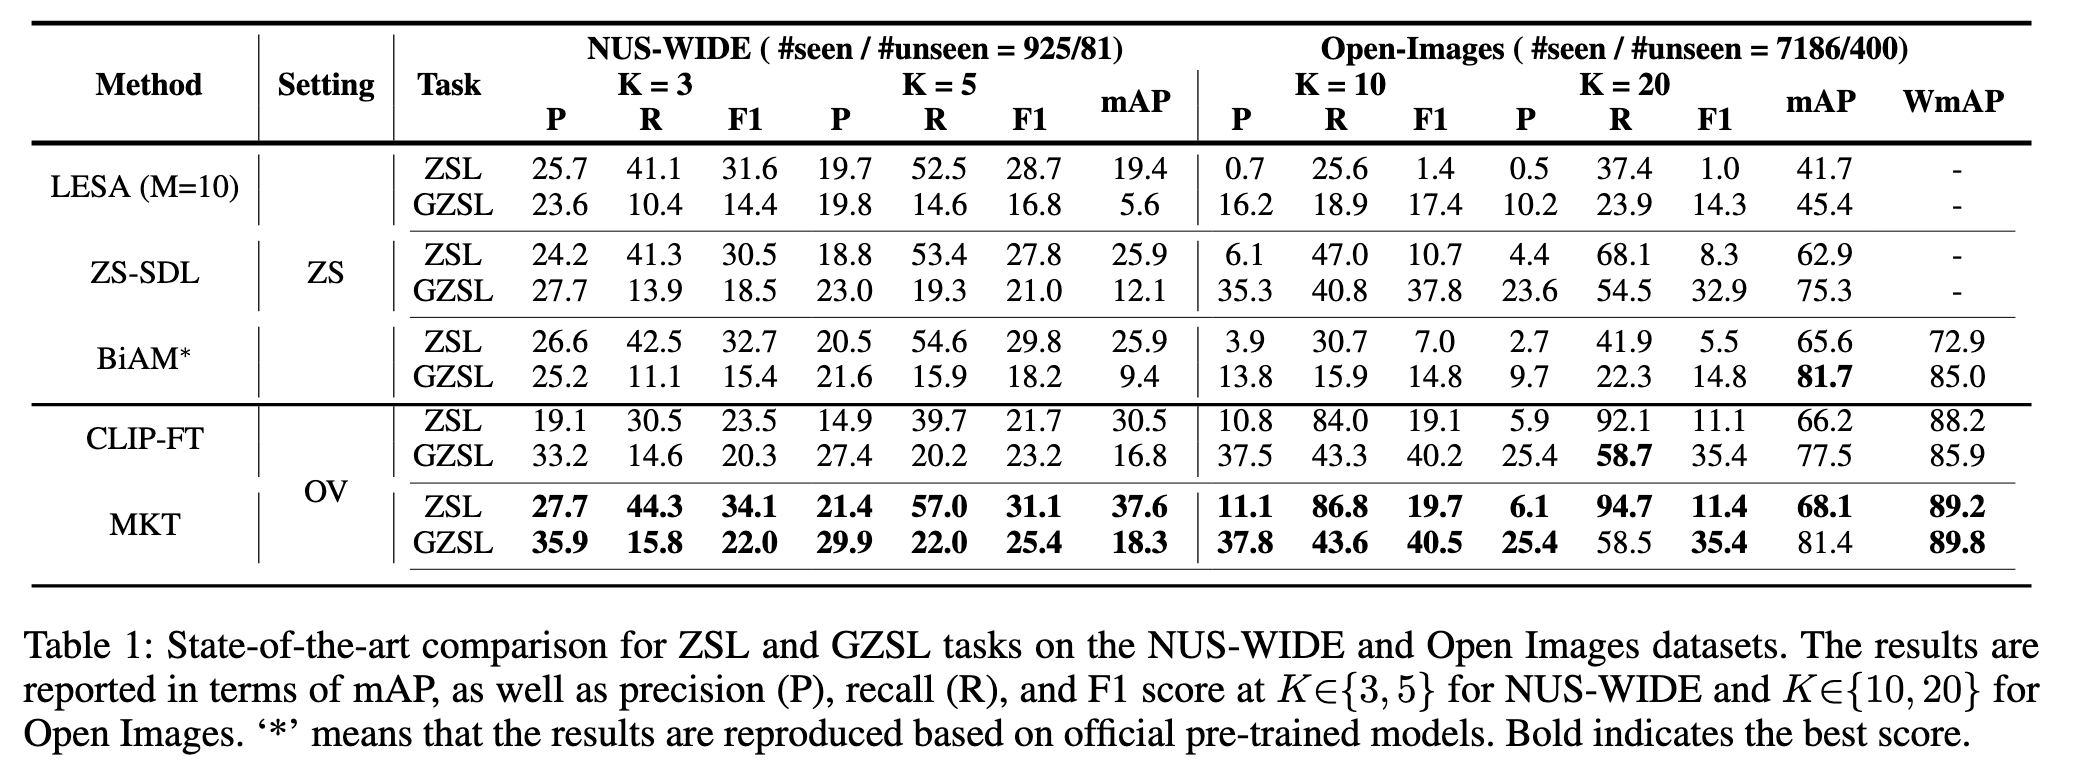 NUS-WIDE ( #seen / #unseen = 925/81) Open-Images ( #seen / #unseen = 7186/400)
Method Setting Task K = 3 K = 5 mAP K = 10 K = 20 mAP WmAP
P R F1 P R F1 P R F1 P R F1
LESA (M=10) ZSL 25.7 41.1 31.6 19.7 52.5 28.7 19.4 0.7 25.6 1.4 0.5 37.4 1.0 41.7 -
GZSL 23.6 10.4 14.4 19.8 14.6 16.8 5.6 16.2 18.9 17.4 10.2 23.9 14.3 45.4 -
ZS-SDL ZS ZSL 24.2 41.3 30.5 18.8 53.4 27.8 25.9 6.1 47.0 10.7 4.4 68.1 8.3 62.9 -
GZSL 27.7 13.9 18.5 23.0 19.3 21.0 12.1 35.3 40.8 37.8 23.6 54.5 32.9 75.3 -
BiAM* ZSL 26.6 42.5 32.7 20.5 54.6 29.8 25.9 3.9 30.7 7.0 2.7 41.9 5.5 65.6 72.9
GZSL 25.2 11.1 15.4 21.6 15.9 18.2 9.4 13.8 15.9 14.8 9.7 22.3 14.8 81.7 85.0
CLIP-FT ZSL 19.1 30.5 23.5 14.9 39.7 21.7 30.5 10.8 84.0 19.1 5.9 92.1 11.1 66.2 88.2
GZSL 33.2 14.6 20.3 27.4 20.2 23.2 16.8 37.5 43.3 40.2 25.4 58.7 35.4 77.5 85.9
OV
MKT ZSL 27.7 44.3 34.1 21.4 57.0 31.1 37.6 11.1 86.8 19.7 6.1 94.7 11.4 68.1 89.2
GZSL 35.9 15.8 22.0 29.9 22.0 25.4 18.3 37.8 43.6 40.5 25.4 58.5 35.4 81.4 89.8
Table 1: State-of-the-art comparison for ZSL and GZSL tasks on the NUS-WIDE and Open Images datasets. The results are
reported in terms of mAP, as well as precision (P), recall (R), and F1 score at K∈{3, 5} for NUS-WIDE and K∈{10, 20} for
Open Images. ‘*’ means that the results are reproduced based on official pre-trained models. Bold indicates the best score.